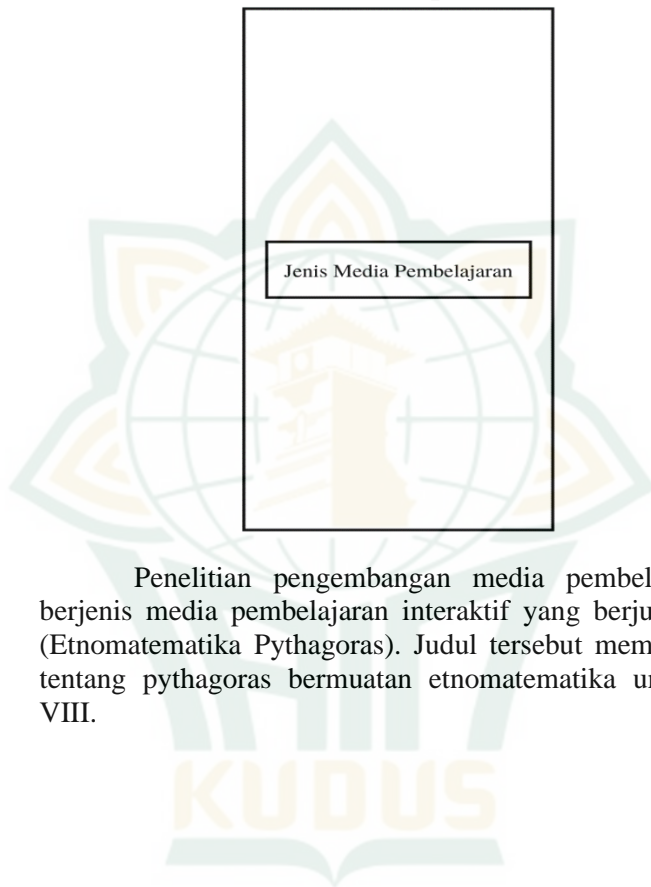 Jenis Media Pembelajaran
Penelitian pengembangan media pembel
berjenis media pembelajaran interaktif yang berju
(Etnomatematika Pythagoras). Judul tersebut mem
tentang pythagoras bermuatan etnomatematika u
VIII.
KUDUS